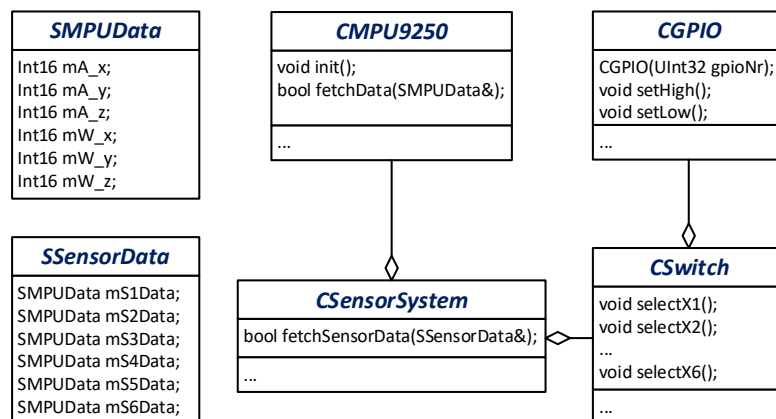 SMPUData
Int16 mA_x;
Int16 mA_y;
Int16 mA_z;
Int16 mW_x;
Int16 mW_y;
Int16 mW_z;
CMPU9250
void init();
bool fetchData(SMPUData&);
...
CGPIO
CGPIO(UInt32 gpioNr);
void setHigh();
void setLow();
...
SSensorData
SMPUData mS1Data;
SMPUData mS2Data;
SMPUData mS3Data;
SMPUData mS4Data;
SMPUData mS5Data;
SMPUData mS6Data;
CSensorSystem
bool fetchSensorData(SSensorData&);
...
CSwitch
void selectX1();
void selectX2();
...
void selectX6();
...